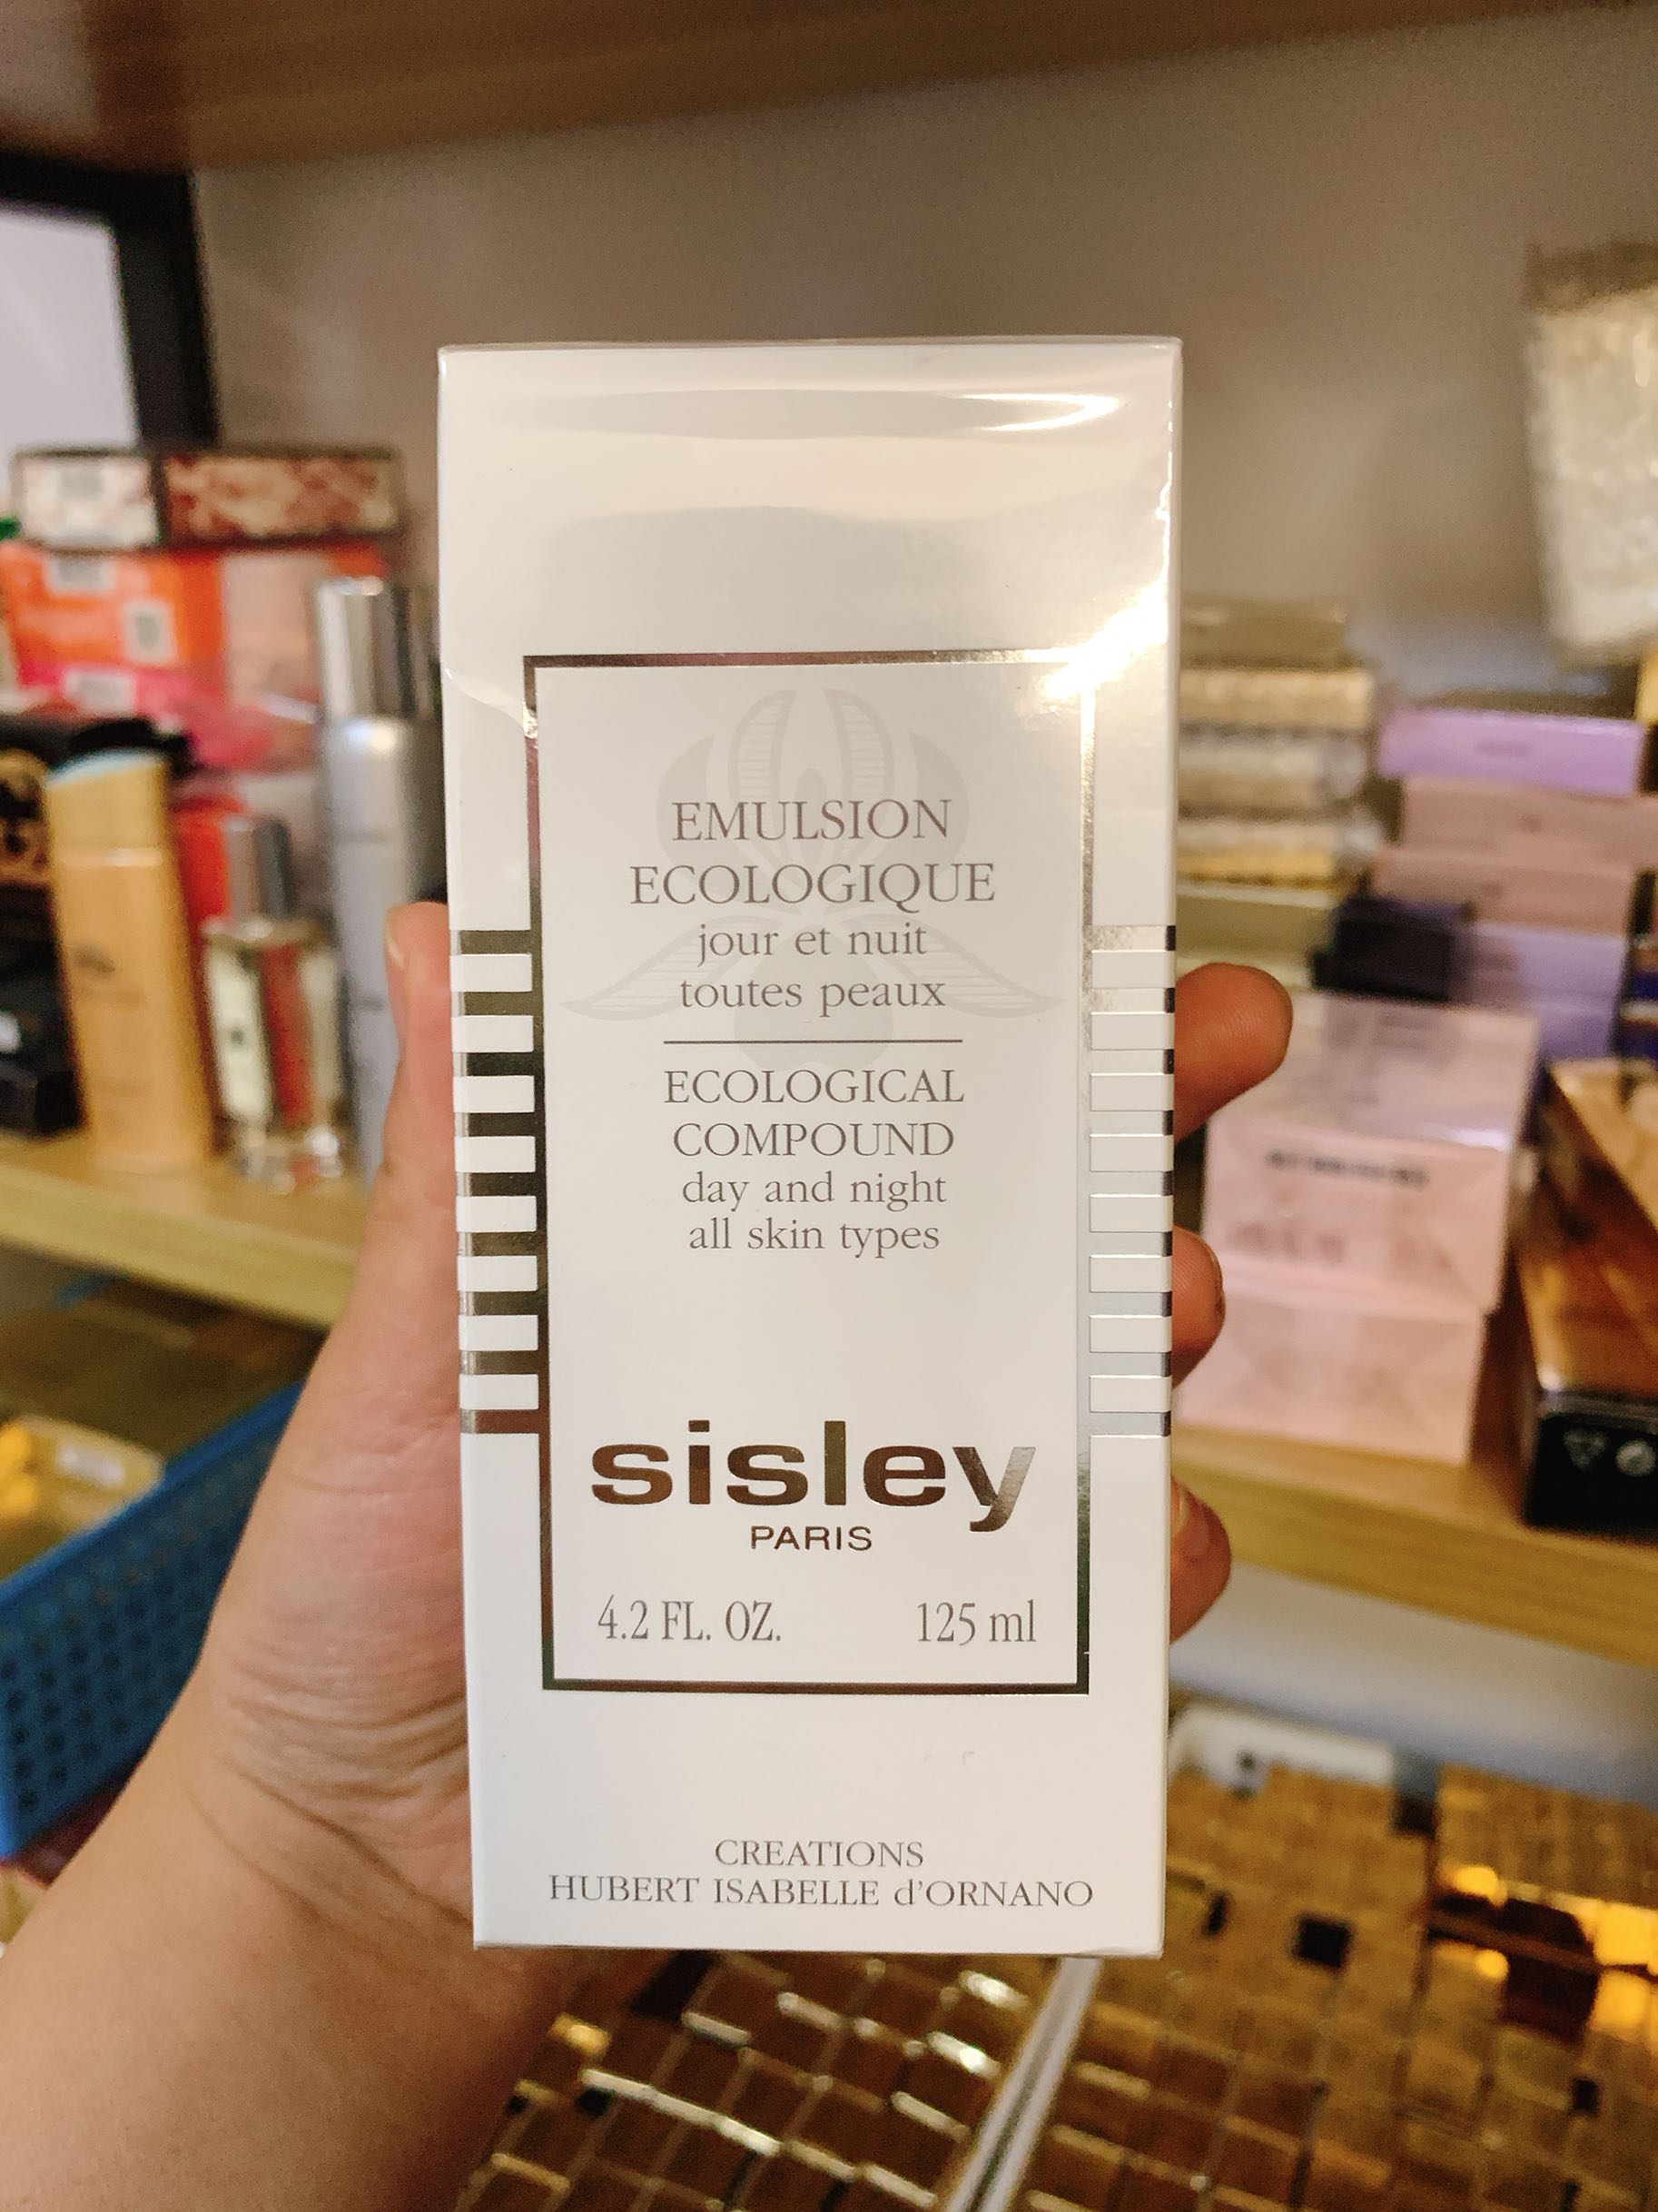 EMULSION
ECOLOGIQUE
jour et nuit
toutes peaux
ECOLOGICAL
COMPOUND
day and night
all skin types
sisley
PARIS
4.2 FL. OZ. 125 ml
CREATIONS
HUBERT ISABELLE d'ORNANO